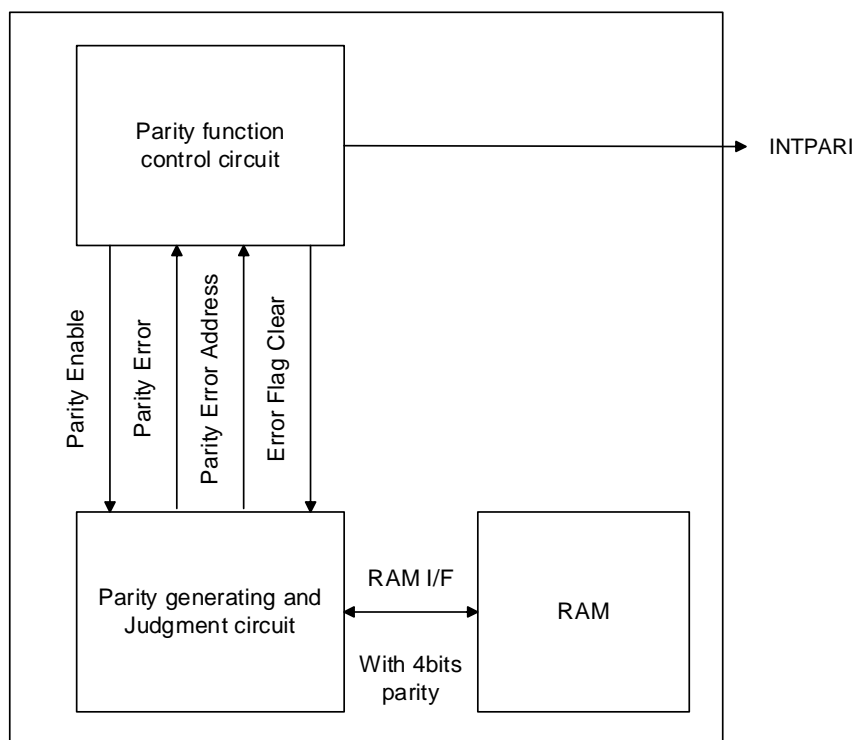 Parity function
control circuit
INTPARI
Parity Enable
Parity Error
Parity Error Address
Error Flag Clear
Parity generating and
Judgment circuit
RAM I/F
With 4bits
parity
RAM